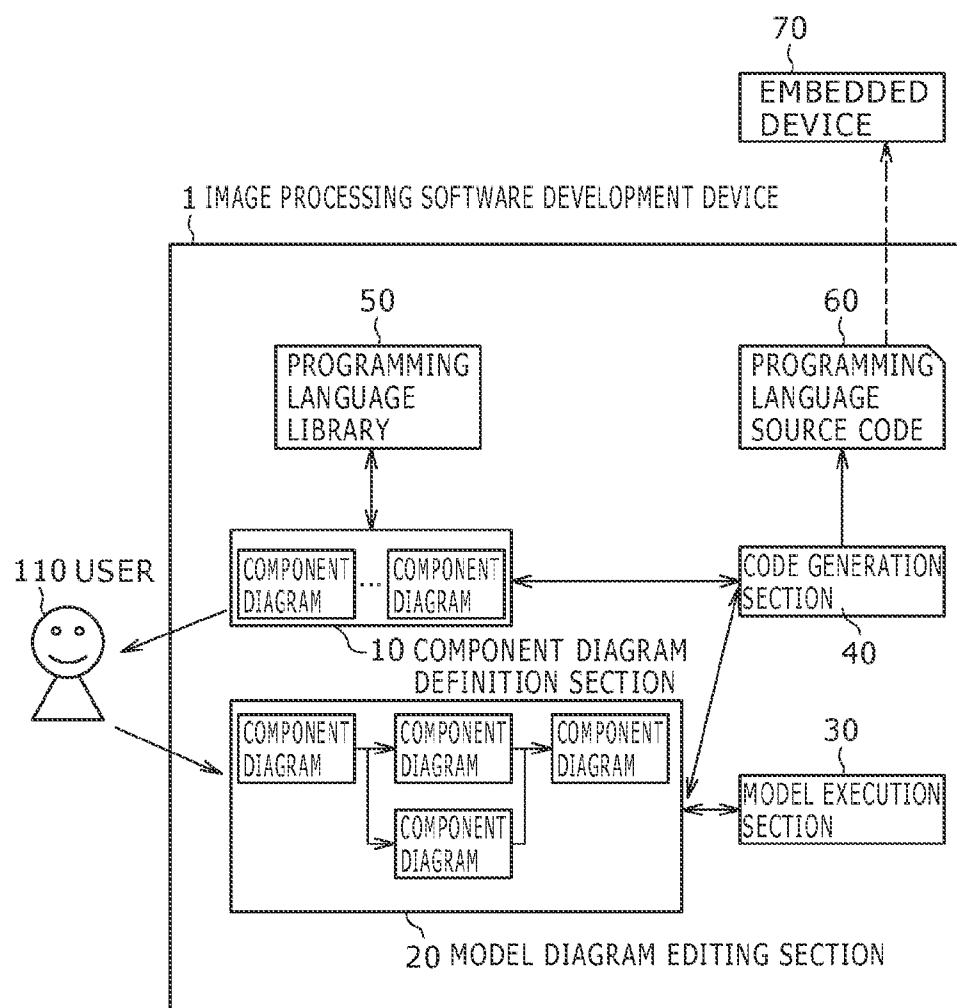 70
EMBEDDED
DEVICE
1 IMAGE PROCESSING SOFTWARE DEVELOPMENT DEVICE
50
PROGRAMMING
LANGUAGE
LIBRARY
60
PROGRAMMING
LANGUAGE
SOURCE CODE
110 USER
COMPONENT
DIAGRAM
...
COMPONENT
DIAGRAM
10 COMPONENT DIAGRAM
DEFINITION SECTION
CODE GENERATION
SECTION
40
COMPONENT
DIAGRAM
COMPONENT
DIAGRAM
COMPONENT
DIAGRAM
COMPONENT
DIAGRAM
30
MODEL EXECUTION
SECTION
20 MODEL DIAGRAM EDITING SECTION